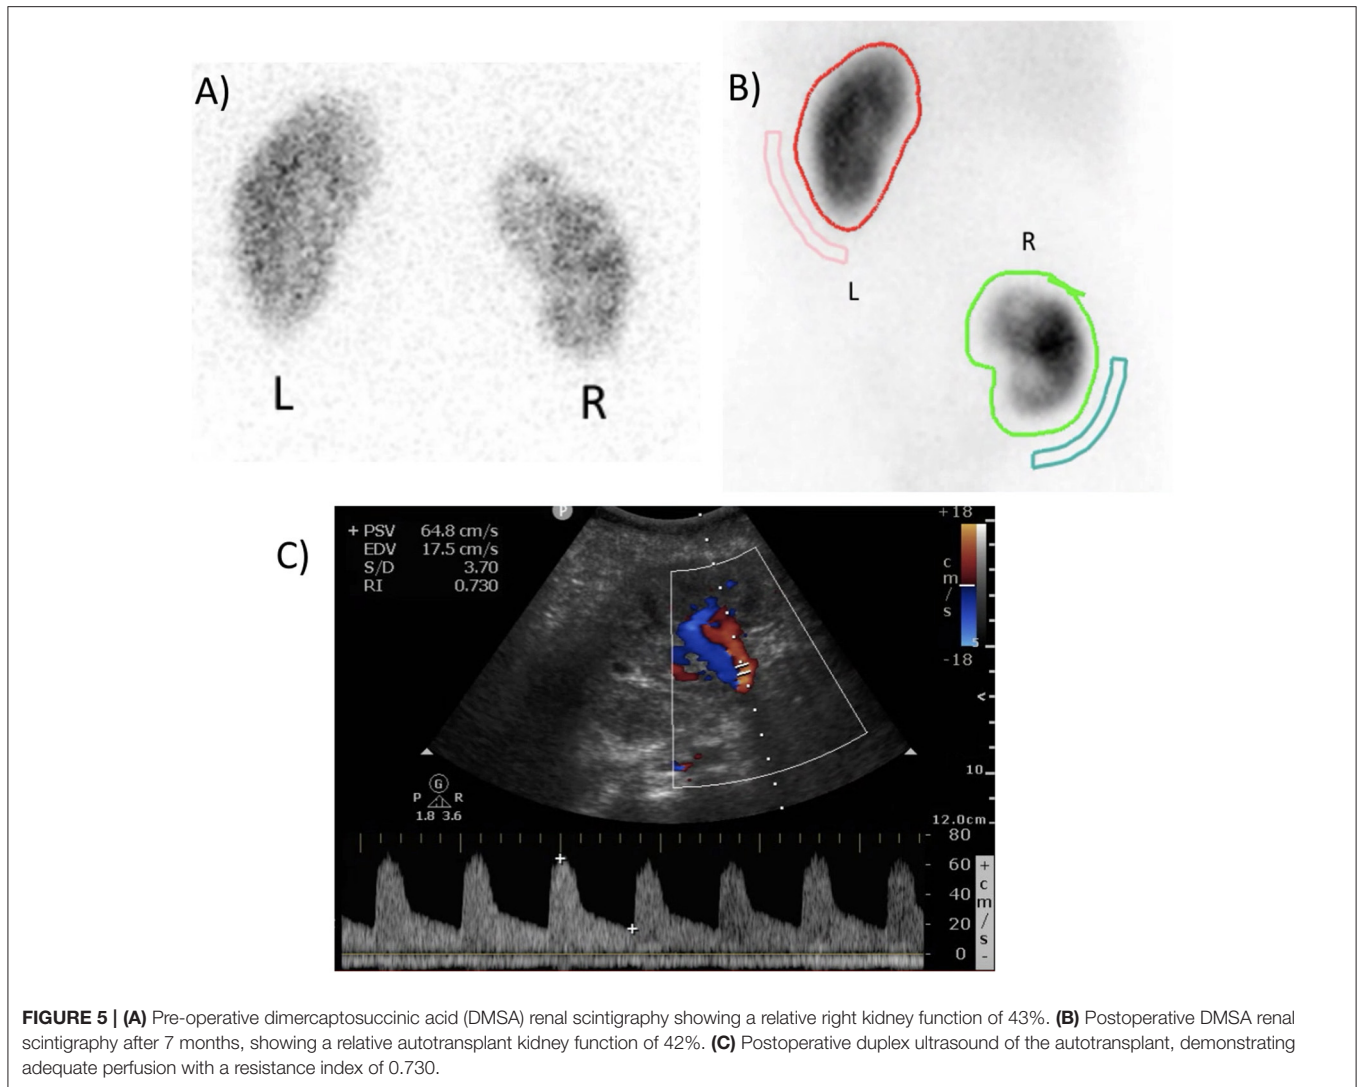 A)
L
R
B)
L
R
C)
P
+ PSV 64.8 cm/s
EDV 17.5 cm/s
S/D 3.70
RI 0.730
+18
c
m
/
s
5
-18
<
10
12.0cm
G
P R
1.8 3.6
80
60
40
20
0
+
c
m
/
s
-
FIGURE 5 | (A) Pre-operative dimercaptosuccinic acid (DMSA) renal scintigraphy showing a relative right kidney function of 43%. (B) Postoperative DMSA renal
scintigraphy after 7 months, showing a relative autotransplant kidney function of 42%. (C) Postoperative duplex ultrasound of the autotransplant, demonstrating
adequate perfusion with a resistance index of 0.730.